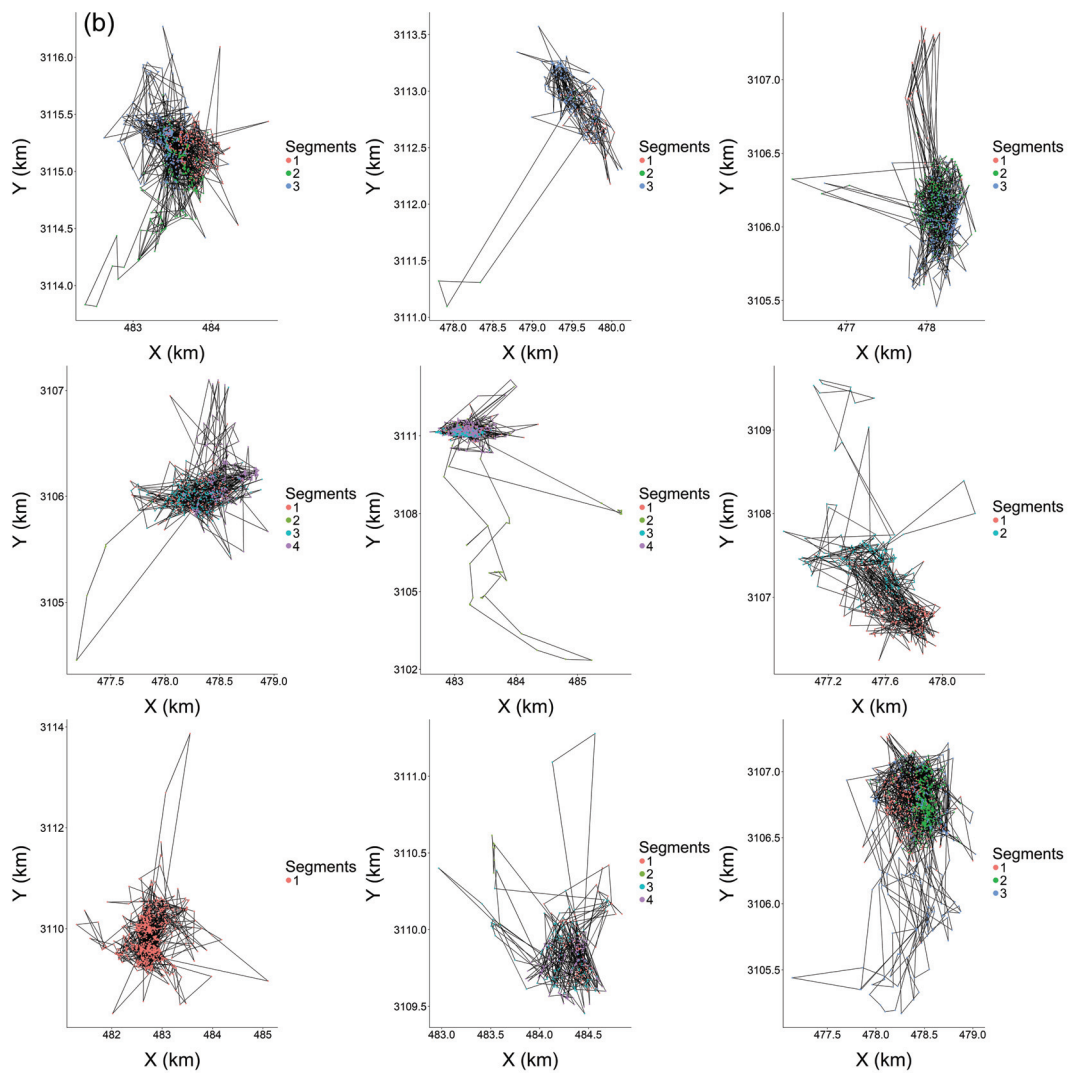 (b)
3116.0
3115.5
3115.0
3114.5
3114.0
Y (km)
483 484
X (km)
Segments
1
2
3
3113.5
3113.0
3112.5
3112.0
3111.5
3111.0
Y (km)
478.0 478.5 479.0 479.5 480.0
X (km)
Segments
1
2
3
3107.0
3106.5
3106.0
3105.5
Y (km)
477 478
X (km)
Segments
1
2
3
3107
3106
3105
Y (km)
477.5 478.0 478.5 479.0
X (km)
Segments
1
2
3
4
3111
3108
3105
3102
Y (km)
483 484 485
X (km)
Segments
1
2
3
4
3109
3108
3107
Y (km)
477.2 477.6 478.0
X (km)
Segments
1
2
3114
3112
3110
Y (km)
482 483 484 485
X (km)
Segments
1
3111.0
3110.5
3110.0
3109.5
Y (km)
483.0 483.5 484.0 484.5
X (km)
Segments
1
2
3
4
3107.0
3106.5
3106.0
3105.5
Y (km)
477.5 478.0 478.5 479.0
X (km)
Segments
1
2
3